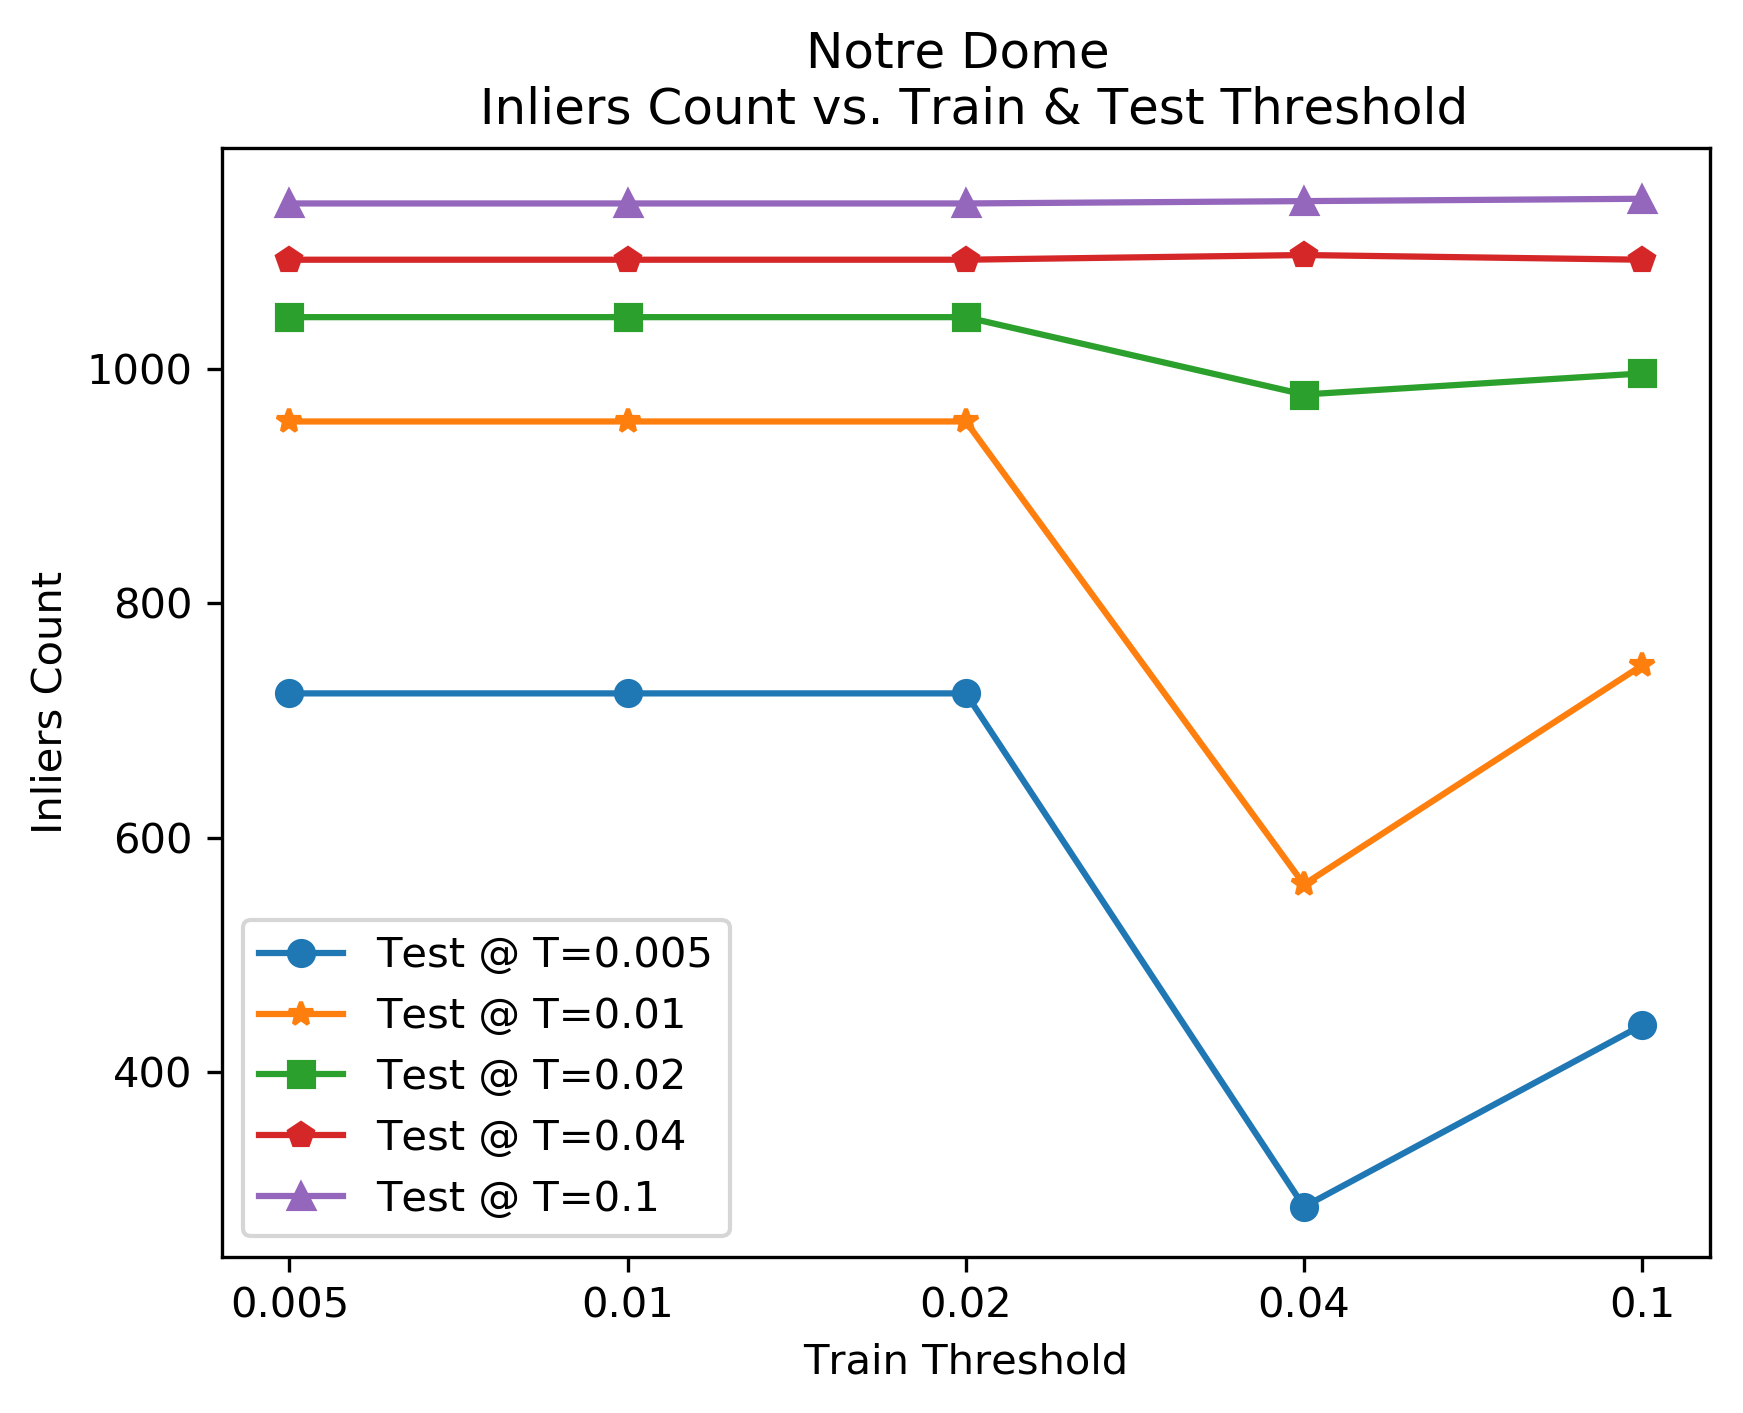 Notre Dome
Inliers Count vs. Train & Test Threshold
Inliers Count
1000
800
600
400
Test @ T=0.005
Test @ T=0.01
Test @ T=0.02
Test @ T=0.04
Test @ T=0.1
0.005 0.01 0.02 0.04 0.1
Train Threshold